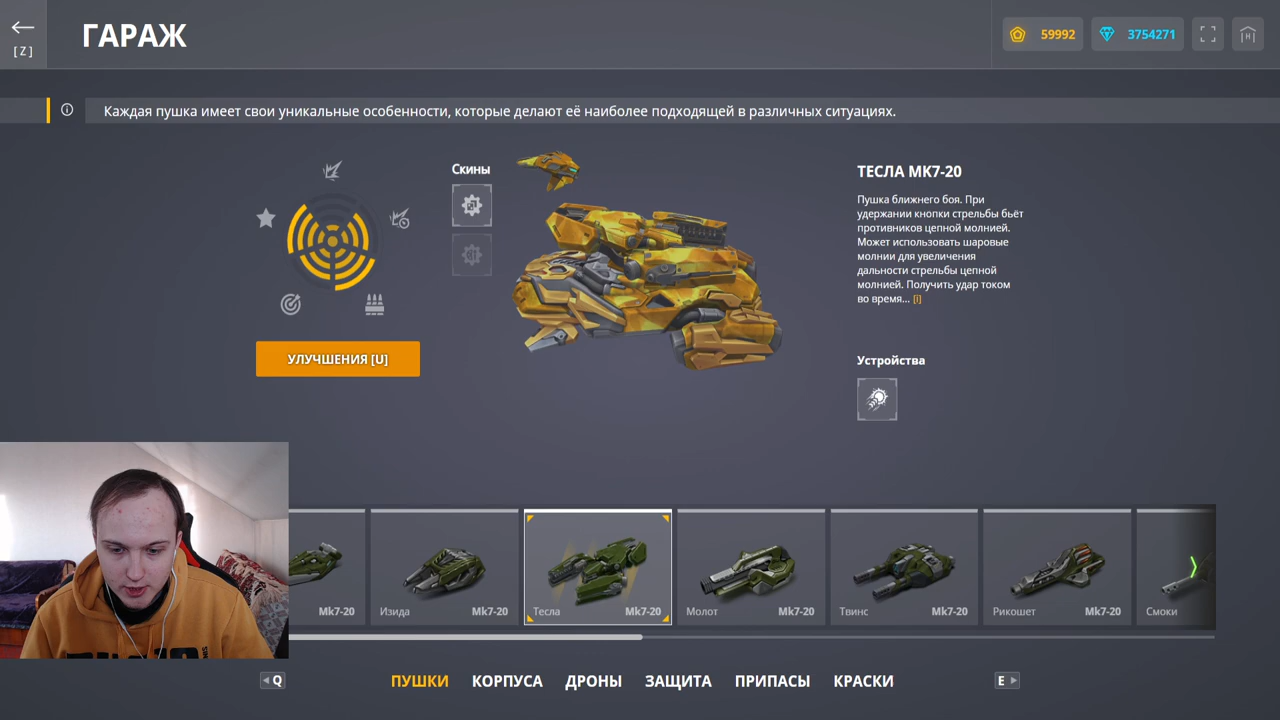 [Z]
ГАРАЖ
59992
3754271
Каждая пушка имеет свои уникальные особенности, которые делают её наиболее подходящей в различных ситуациях.
Скины
УЛУЧШЕНИЯ [U]
ТЕСЛА МК7-20
Пушка ближнего боя. При
удержании кнопки стрельбы бьёт
противников цепной молнией.
Может использовать шаровые
молнии для увеличения
дальности стрельбы цепной
молнией. Получить удар током
во время... [i]
Устройства
Mk7-20
Изида Mk7-20
Тесла Mk7-20
Молот Mk7-20
Твинс Mk7-20
Рикошет Mk7-20
Смоки
Q
ПУШКИ КОРПУСА ДРОНЫ ЗАЩИТА ПРИПАСЫ КРАСКИ
E